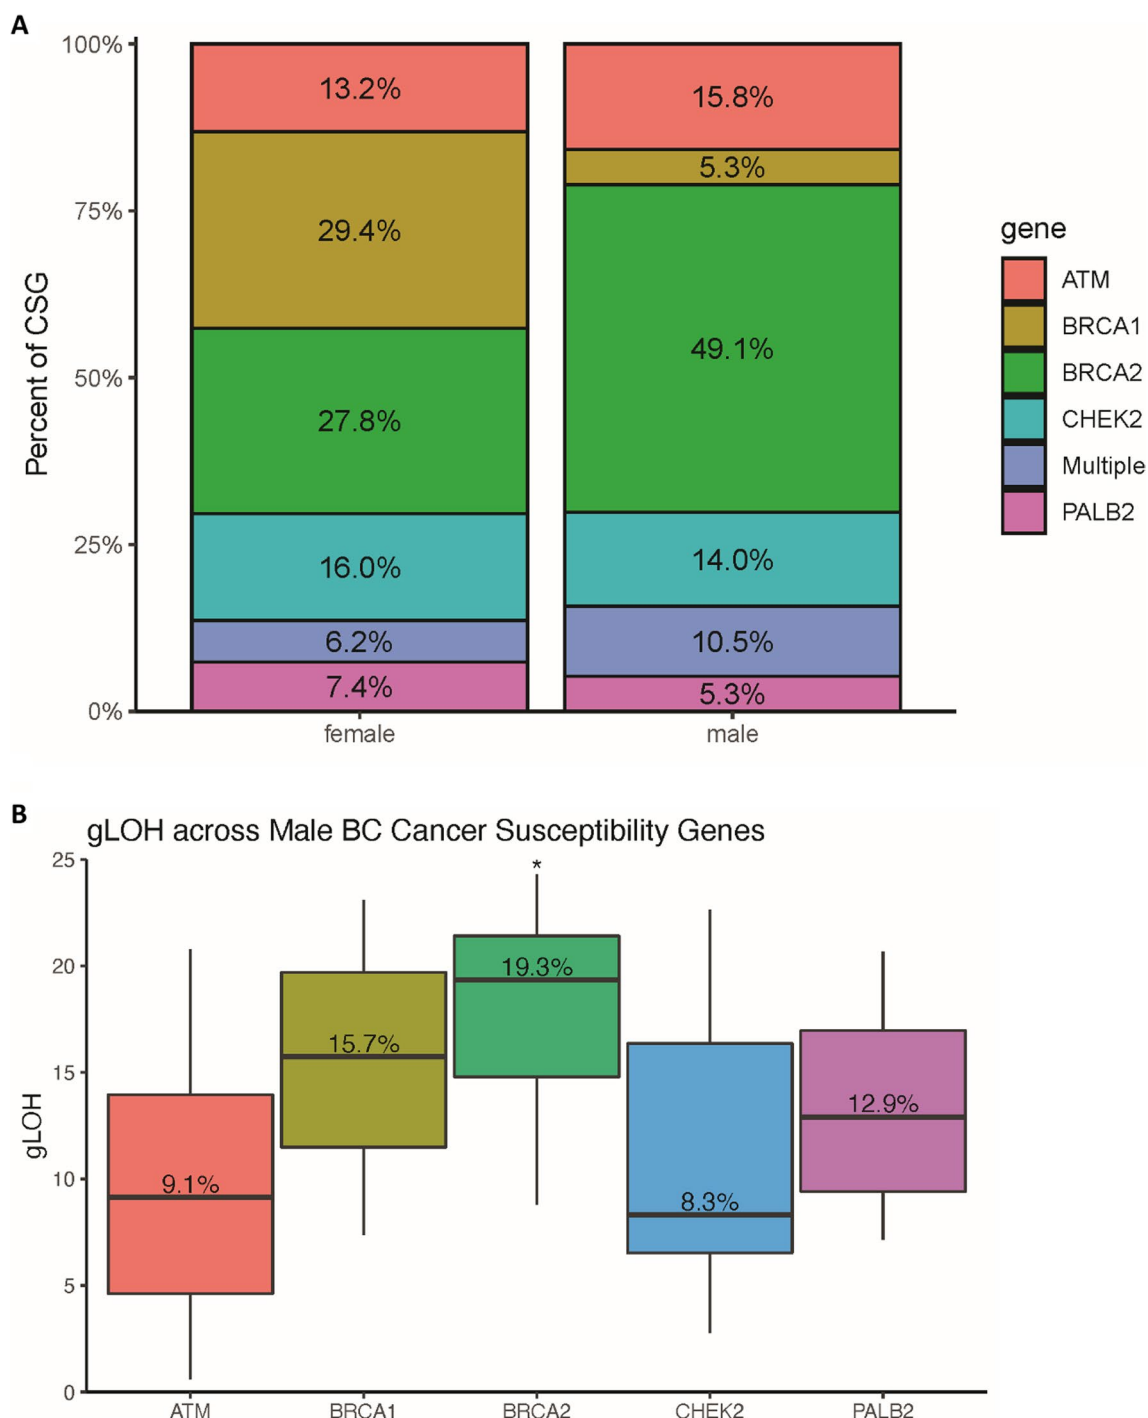 A
100%
75%
50%
25%
0%
Percent of CSG
13.2%
29.4%
27.8%
16.0%
6.2%
7.4%
15.8%
5.3%
49.1%
14.0%
10.5%
5.3%
female
male
gene
ATM
BRCA1
BRCA2
CHEK2
Multiple
PALB2
B
gLOH across Male BC Cancer Susceptibility Genes
25
20
15
10
5
0
gLOH
9.1%
15.7%
*
19.3%
8.3%
12.9%
ATM
BRCA1
BRCA2
CHEK2
PALB2